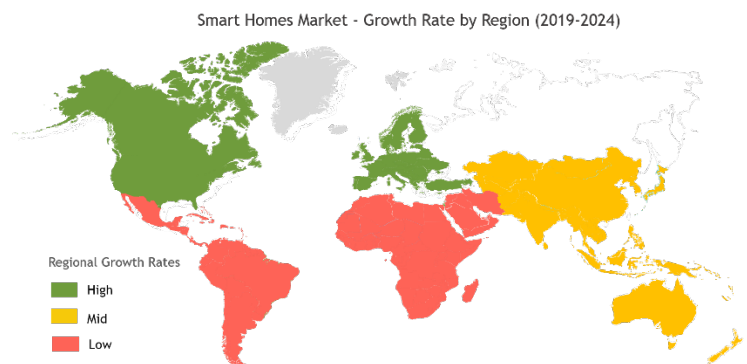 Smart Homes Market - Growth Rate by Region (2019-2024)
Regional Growth Rates
High
Mid
Low